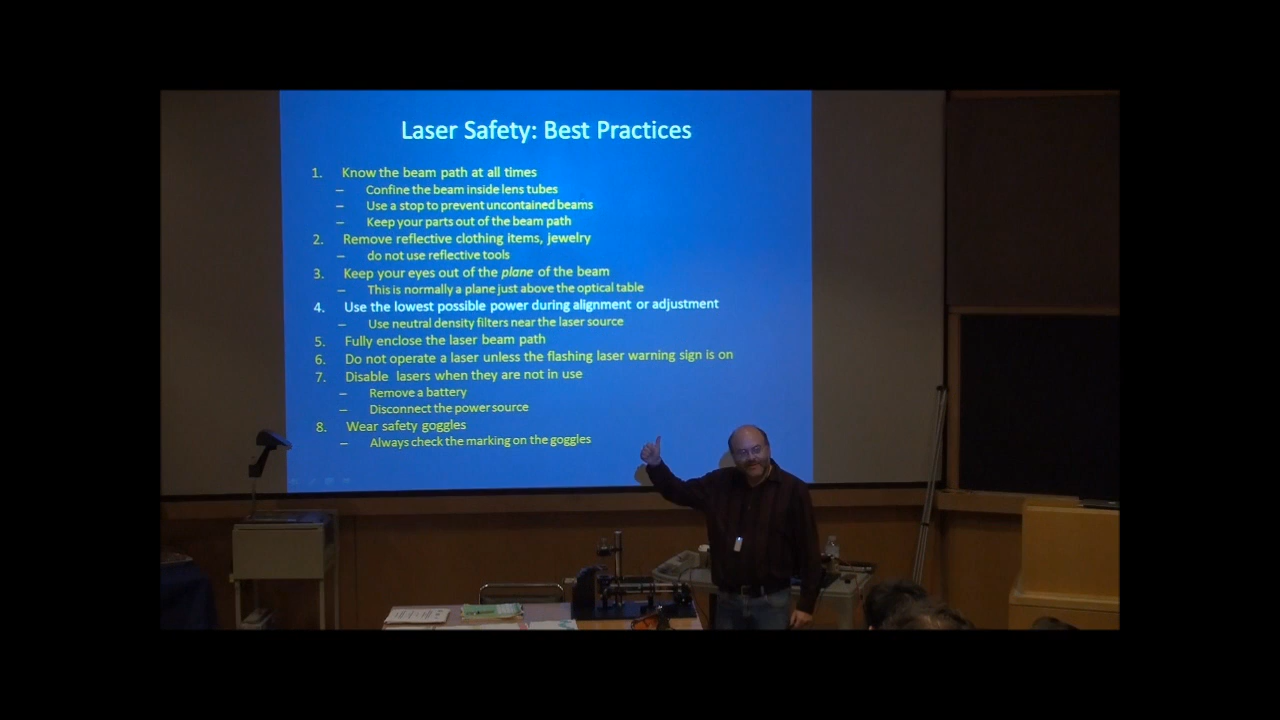 Laser Safety: Best Practices
1. Know the beam path at all times
– Confine the beam inside lens tubes
– Use a stop to prevent uncontained beams
– Keep your parts out of the beam path
2. Remove reflective clothing items, jewelry
– do not use reflective tools
3. Keep your eyes out of the plane of the beam
– This is normally a plane just above the optical table
4. Use the lowest possible power during alignment or adjustment
– Use neutral density filters near the laser source
5. Fully enclose the laser beam path
6. Do not operate a laser unless the flashing laser warning sign is on
7. Disable lasers when they are not in use
– Remove a battery
– Disconnect the power source
8. Wear safety goggles
– Always check the marking on the goggles